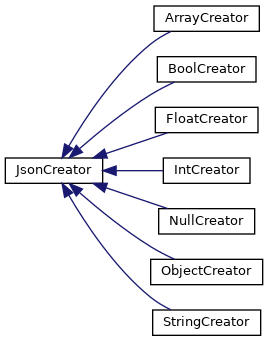 ArrayCreator
BoolCreator
FloatCreator
JsonCreator
IntCreator
NullCreator
ObjectCreator
StringCreator